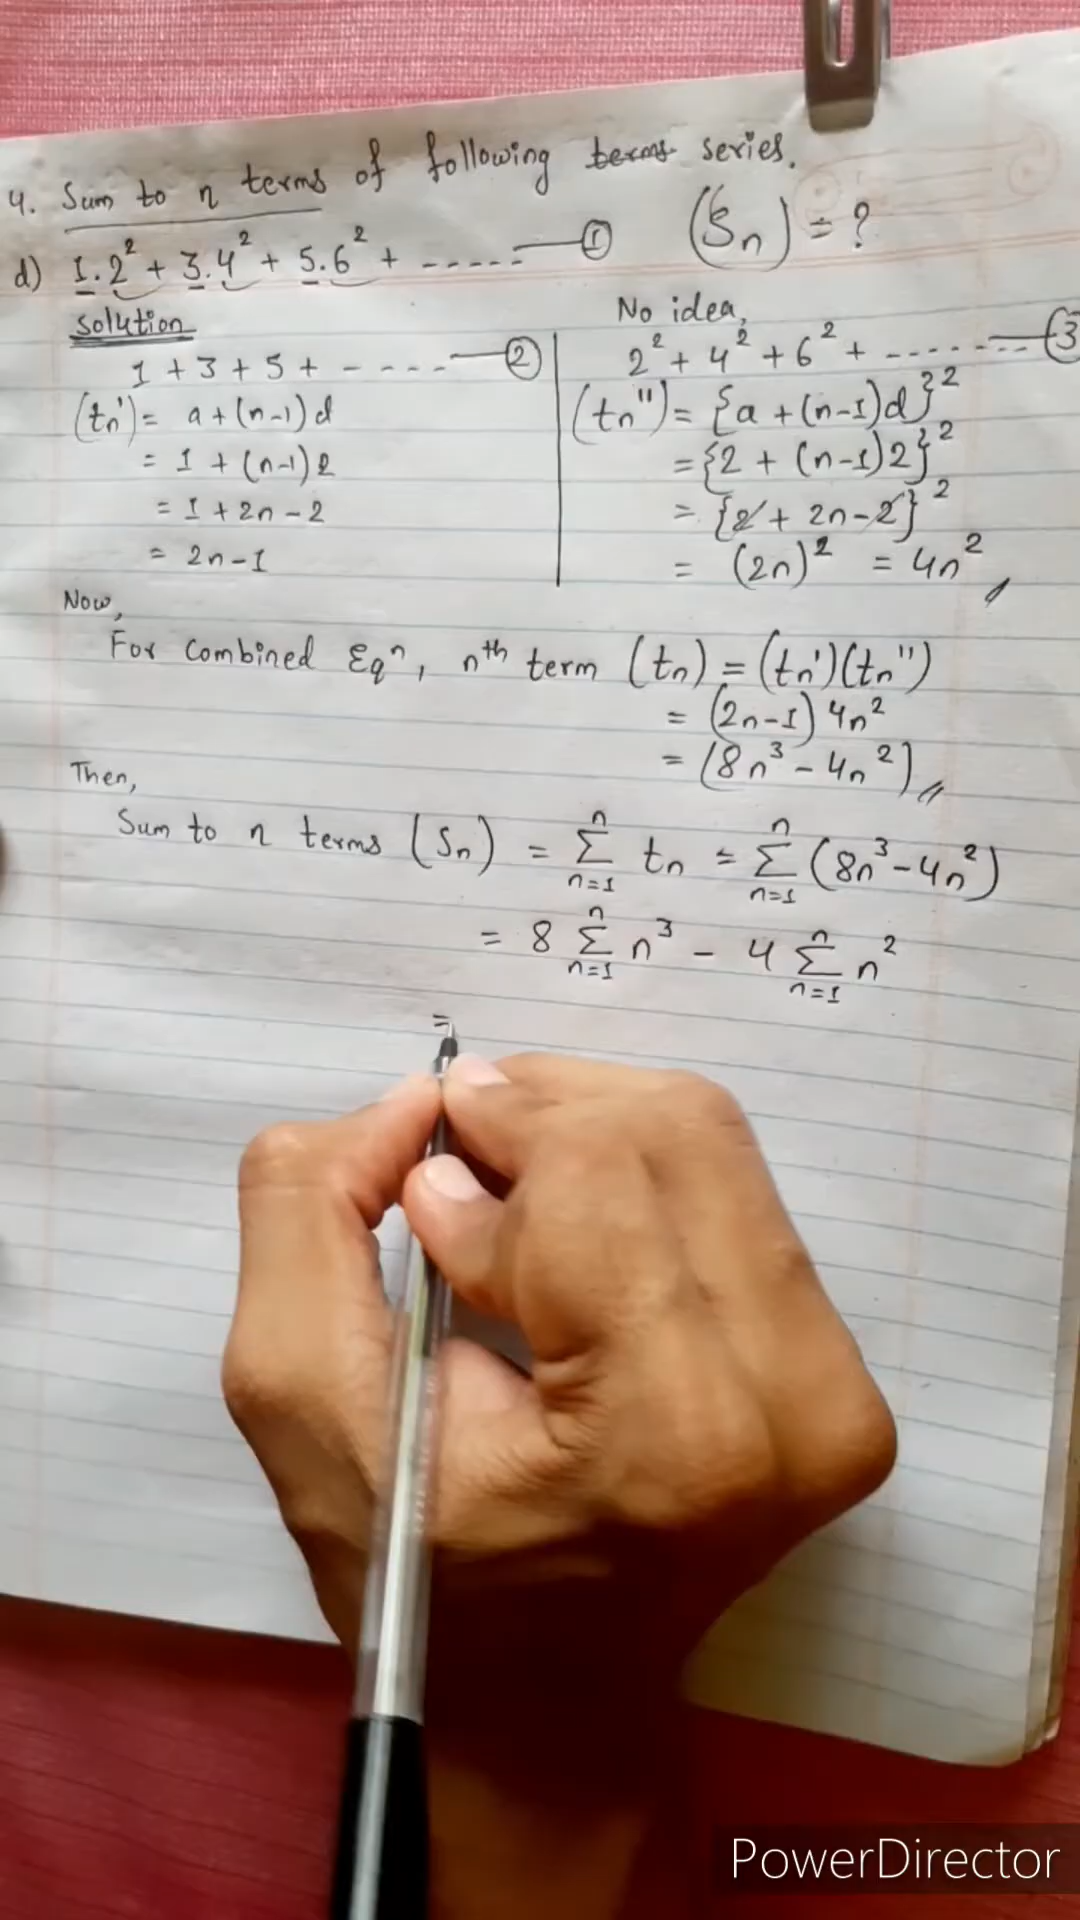 4. Sum to n terms of following terms series.
(Sn) = ?
d) 1.2² + 3.4² + 5.6² + ------ ①
Solution
1 + 3 + 5 + ----- ②
(tn') = a + (n-1) d
= 1 + (n-1) 2
= 1 + 2n - 2
= 2n - 1
No idea,
2² + 4² + 6² + ------- ③
(tn'') = {a + (n-1)d}²
= {2 + (n-1)2}²
= {2 + 2n - 2}²
= (2n)² = 4n²
Now,
For Combined Eqⁿ, nth term (tn) = (tn')(tn'')
= (2n-1) 4n²
= (8n³ - 4n²)
Then,
Sum to n terms (Sn) = n Σ n=1 tn = n Σ n=1 (8n³ - 4n²)
= 8 n Σ n=1 n³ - 4 n Σ n=1 n²
=
PowerDirector